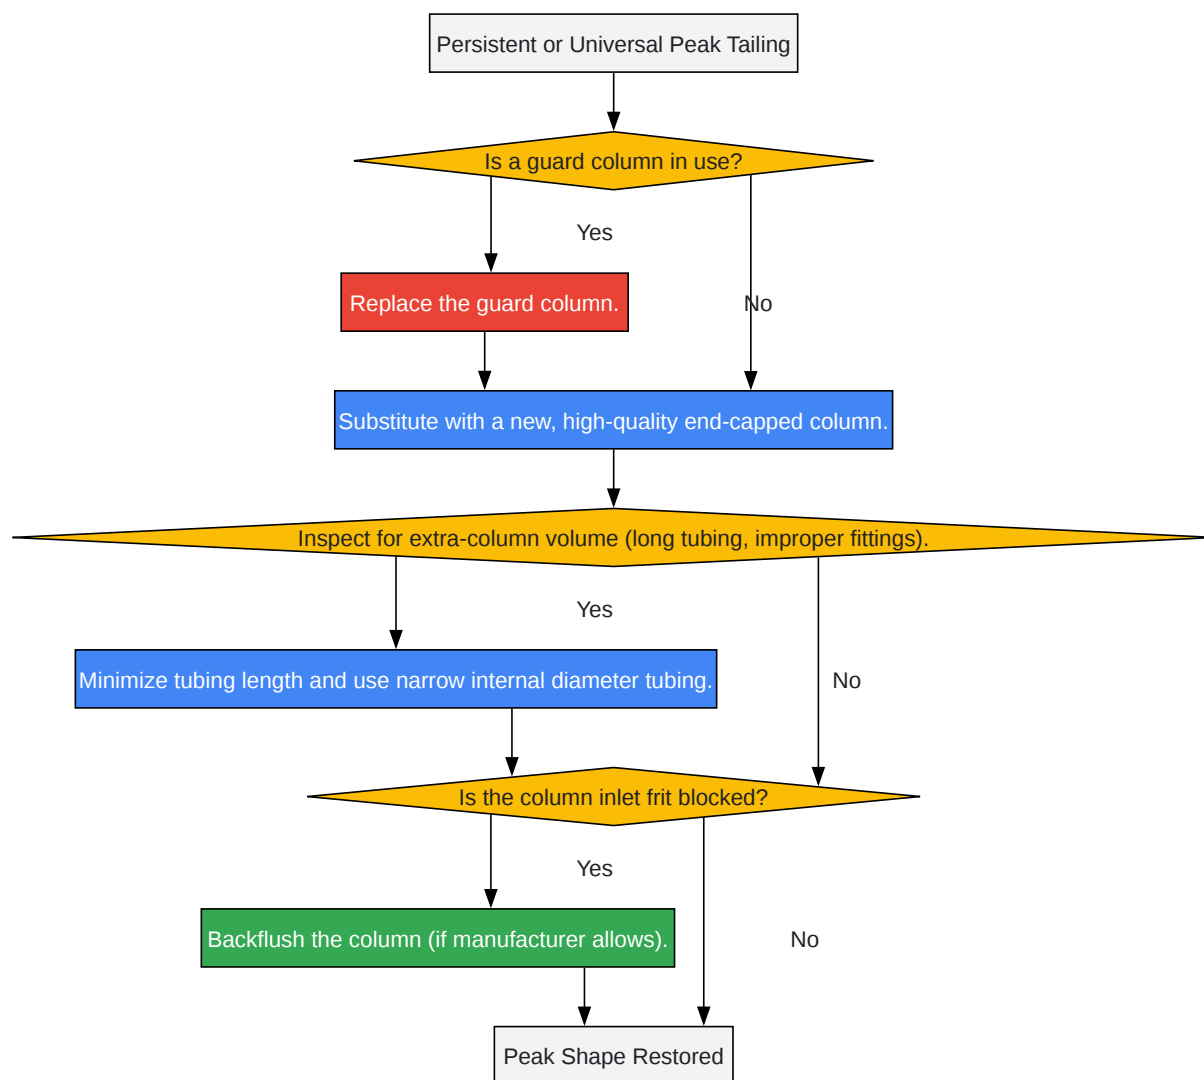 Persistent or Universal Peak Tailing
Is a guard column in use?
Yes
Replace the guard column.
No
Substitute with a new, high-quality end-capped column.
Inspect for extra-column volume (long tubing, improper fittings).
Yes
Minimize tubing length and use narrow internal diameter tubing.
No
Is the column inlet frit blocked?
Yes
Backflush the column (if manufacturer allows).
No
Peak Shape Restored